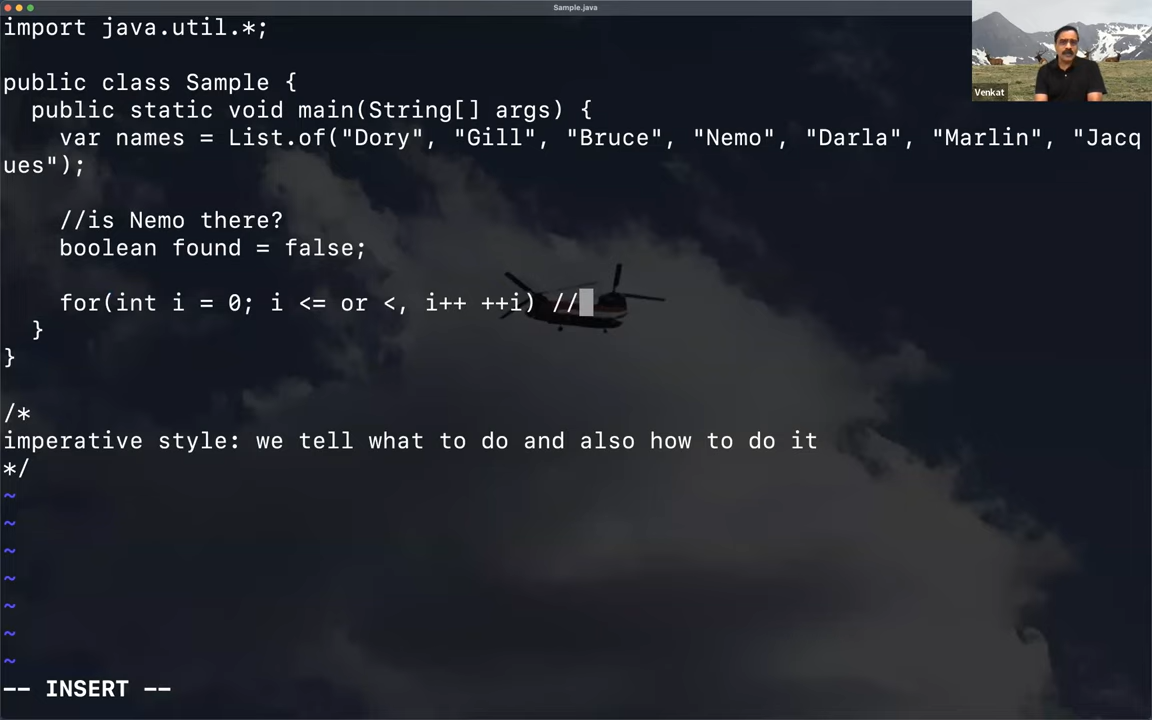 Sample.java
import java.util.*;
public class Sample {
  public static void main(String[] args) {
    var names = List.of("Dory", "Gill", "Bruce", "Nemo", "Darla", "Marlin", "Jacq
ues");
    //is Nemo there?
    boolean found = false;
    for(int i = 0; i <= or <, i++ ++i) //
  }
}
/*
imperative style: we tell what to do and also how to do it
*/
~
~
~
~
~
~
~
-- INSERT --
Venkat